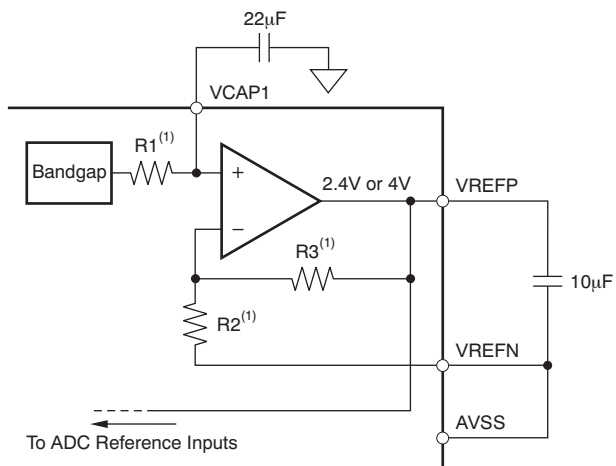 22μF
VCAP1
R1(1)
Bandgap
+
2.4V or 4V
VREFP
−
R3(1)
10μF
R2(1)
VREFN
AVSS
To ADC Reference Inputs